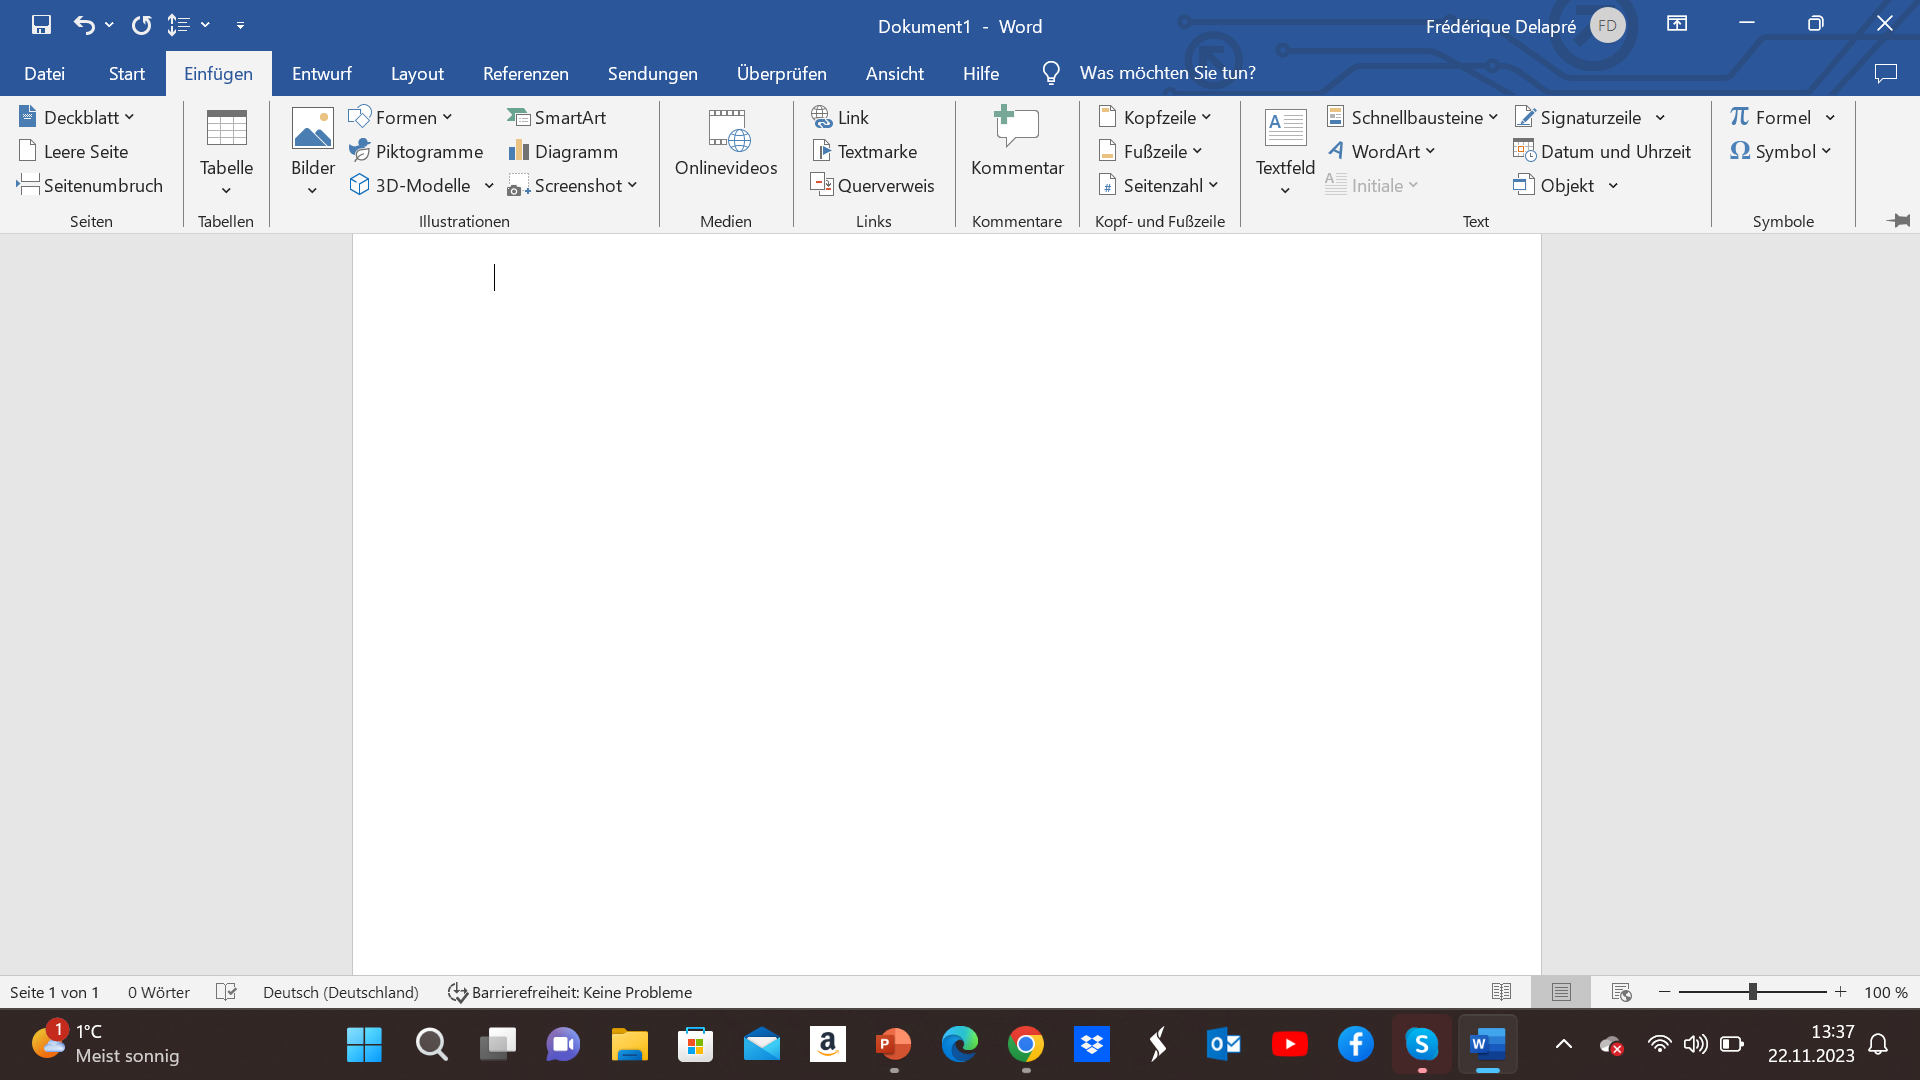 Dokument1 - Word
Frédérique Delapré FD
Datei Start Einfügen Entwurf Layout Referenzen Sendungen Überprüfen Ansicht Hilfe Was möchten Sie tun?
Deckblatt
Leere Seite
Seitenumbruch
Seiten
Tabelle
Tabellen
Bilder
Formen
Piktogramme
3D-Modelle
SmartArt
Diagramm
Screenshot
Illustrationen
Onlinevideos
Medien
Link
Textmarke
Querverweis
Links
Kommentar
Kommentare
Kopfzeile
Fußzeile
Seitenzahl
Kopf- und Fußzeile
Textfeld
Schnellbausteine
WordArt
Initiale
Signaturzeile
Datum und Uhrzeit
Objekt
Text
Formel
Symbol
Symbole
Seite 1 von 1 0 Wörter Deutsch (Deutschland) Barrierefreiheit: Keine Probleme 100 %
1 1°C
Meist sonnig
13:37
22.11.2023